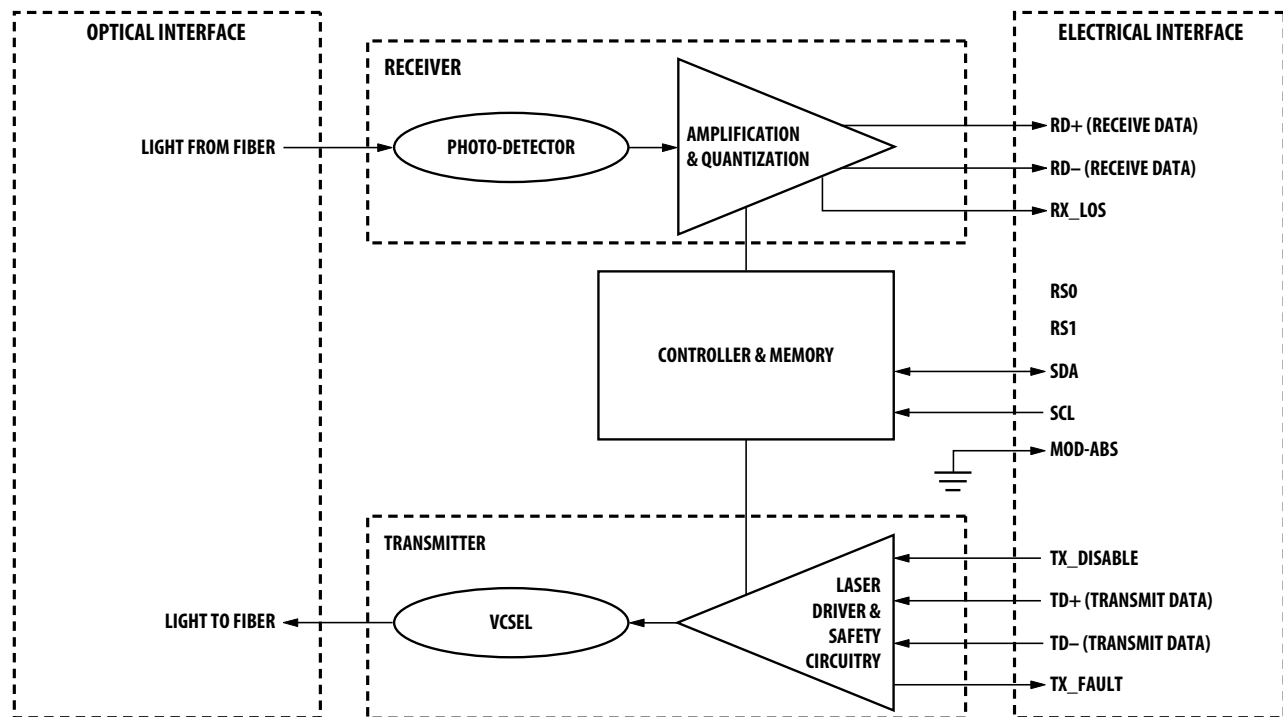 OPTICAL INTERFACE
ELECTRICAL INTERFACE
RECEIVER
LIGHT FROM FIBER
PHOTO-DETECTOR
AMPLIFICATION
& QUANTIZATION
RD+ (RECEIVE DATA)
RD– (RECEIVE DATA)
RX_LOS
CONTROLLER & MEMORY
RS0
RS1
SDA
SCL
MOD-ABS
TRANSMITTER
LIGHT TO FIBER
VCSEL
LASER
DRIVER &
SAFETY
CIRCUITRY
TX_DISABLE
TD+ (TRANSMIT DATA)
TD– (TRANSMIT DATA)
TX_FAULT